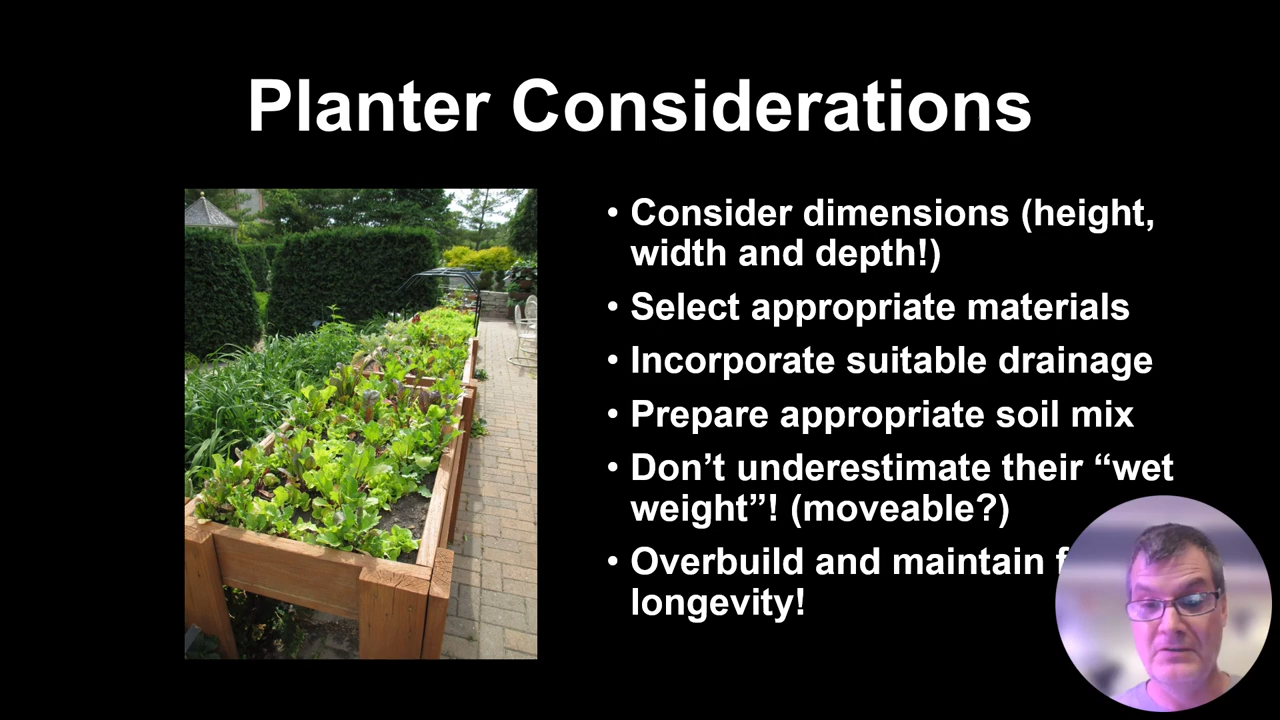 Planter Considerations
• Consider dimensions (height,
width and depth!)
• Select appropriate materials
• Incorporate suitable drainage
• Prepare appropriate soil mix
• Don’t underestimate their “wet
weight”! (moveable?)
• Overbuild and maintain
longevity!